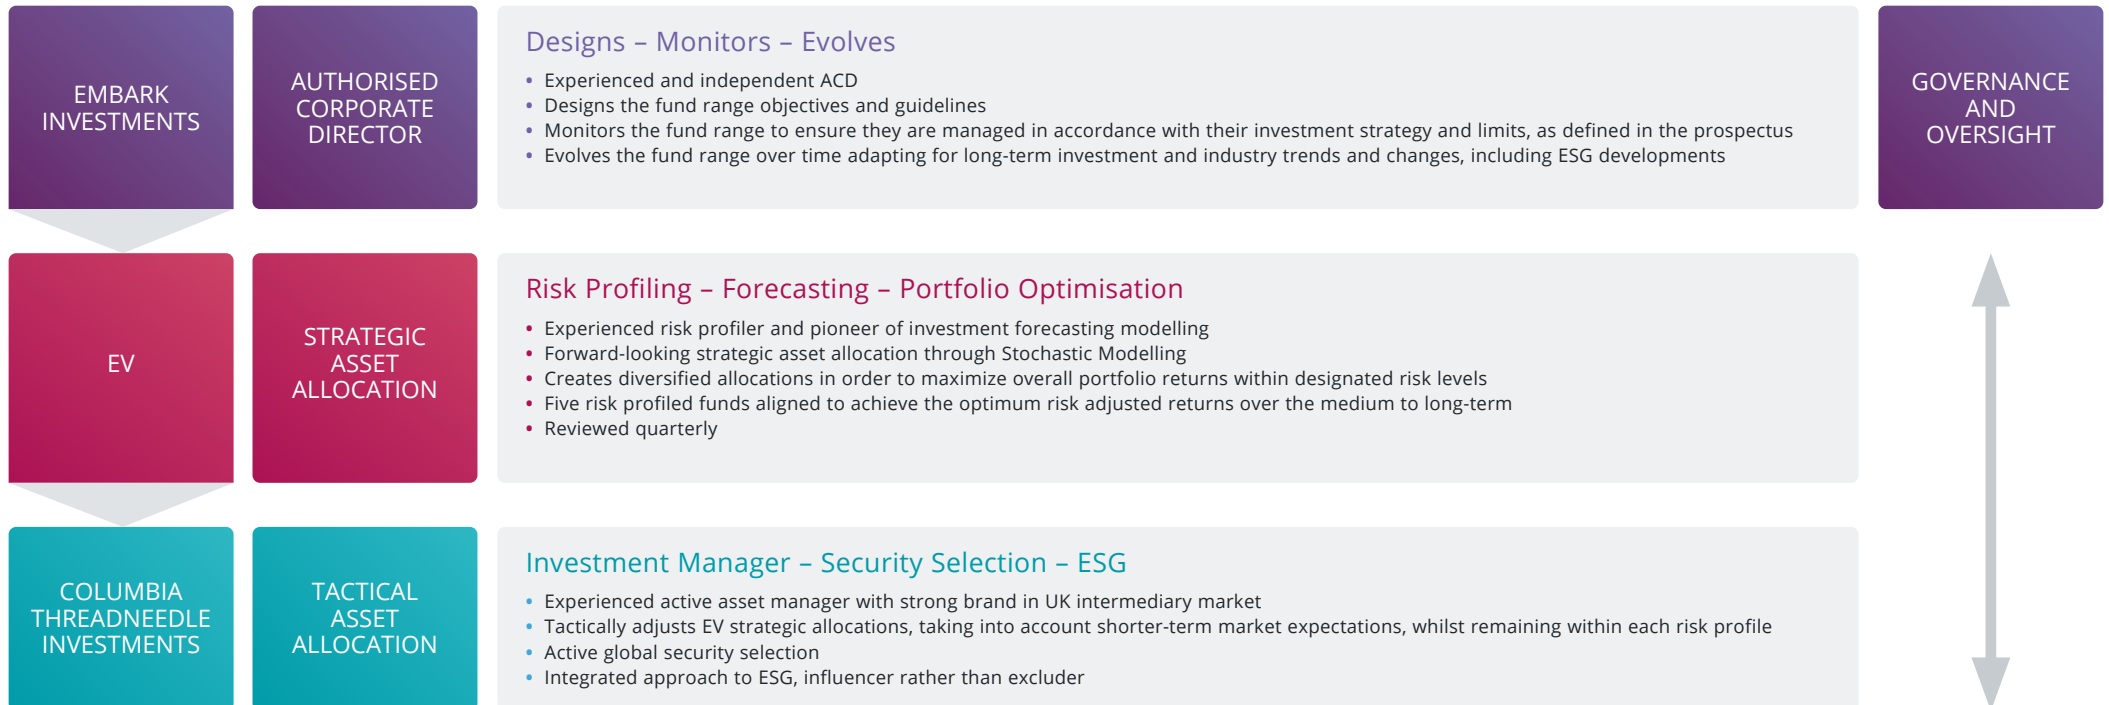 EMBARK
INVESTMENTS
AUTHORISED
CORPORATE
DIRECTOR
Designs – Monitors – Evolves
• Experienced and independent ACD
• Designs the fund range objectives and guidelines
• Monitors the fund range to ensure they are managed in accordance with their investment strategy and limits, as defined in the prospectus
• Evolves the fund range over time adapting for long-term investment and industry trends and changes, including ESG developments
GOVERNANCE
AND
OVERSIGHT
EV
STRATEGIC
ASSET
ALLOCATION
Risk Profiling – Forecasting – Portfolio Optimisation
• Experienced risk profiler and pioneer of investment forecasting modelling
• Forward-looking strategic asset allocation through Stochastic Modelling
• Creates diversified allocations in order to maximize overall portfolio returns within designated risk levels
• Five risk profiled funds aligned to achieve the optimum risk adjusted returns over the medium to long-term
• Reviewed quarterly
COLUMBIA
THREADNEEDLE
INVESTMENTS
TACTICAL
ASSET
ALLOCATION
Investment Manager – Security Selection – ESG
• Experienced active asset manager with strong brand in UK intermediary market
• Tactically adjusts EV strategic allocations, taking into account shorter-term market expectations, whilst remaining within each risk profile
• Active global security selection
• Integrated approach to ESG, influencer rather than excluder